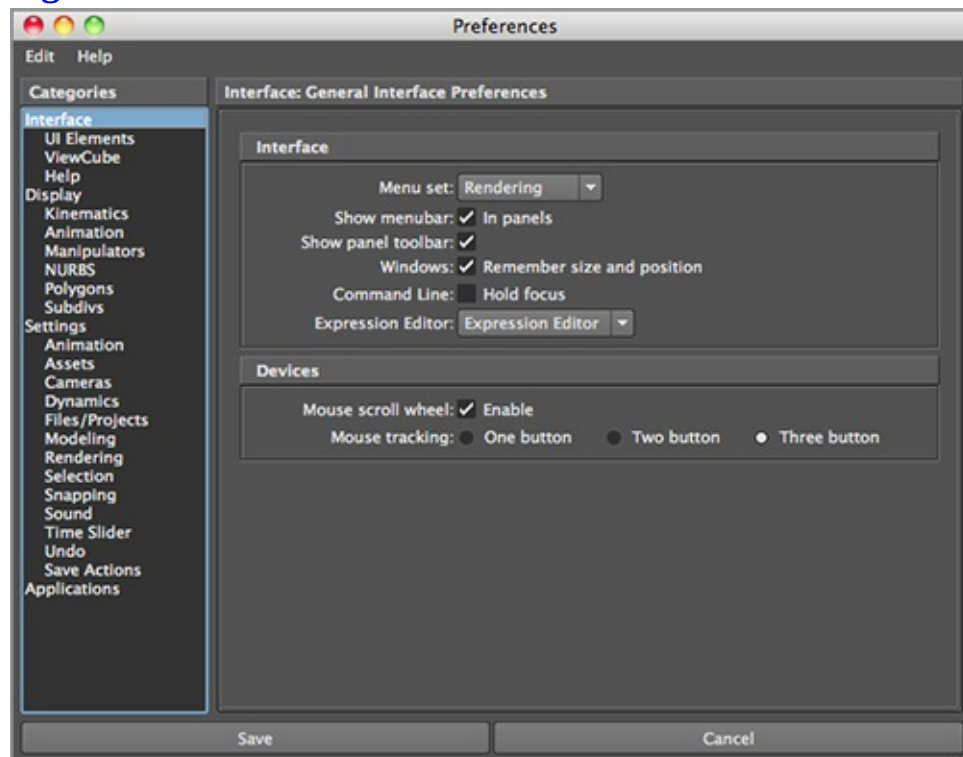 Preferences
Edit Help
Categories
Interface
UI Elements
ViewCube
Help
Display
Kinematics
Animation
Manipulators
NURBS
Polygons
Subdivs
Settings
Animation
Assets
Cameras
Dynamics
Files/Projects
Modeling
Rendering
Selection
Snapping
Sound
Time Slider
Undo
Save Actions
Applications
Interface: General Interface Preferences
Interface
Menu set: Rendering
Show menubar: In panels
Show panel toolbar:
Windows: Remember size and position
Command Line: Hold focus
Expression Editor: Expression Editor
Devices
Mouse scroll wheel: Enable
Mouse tracking: One button Two button Three button
Save Cancel